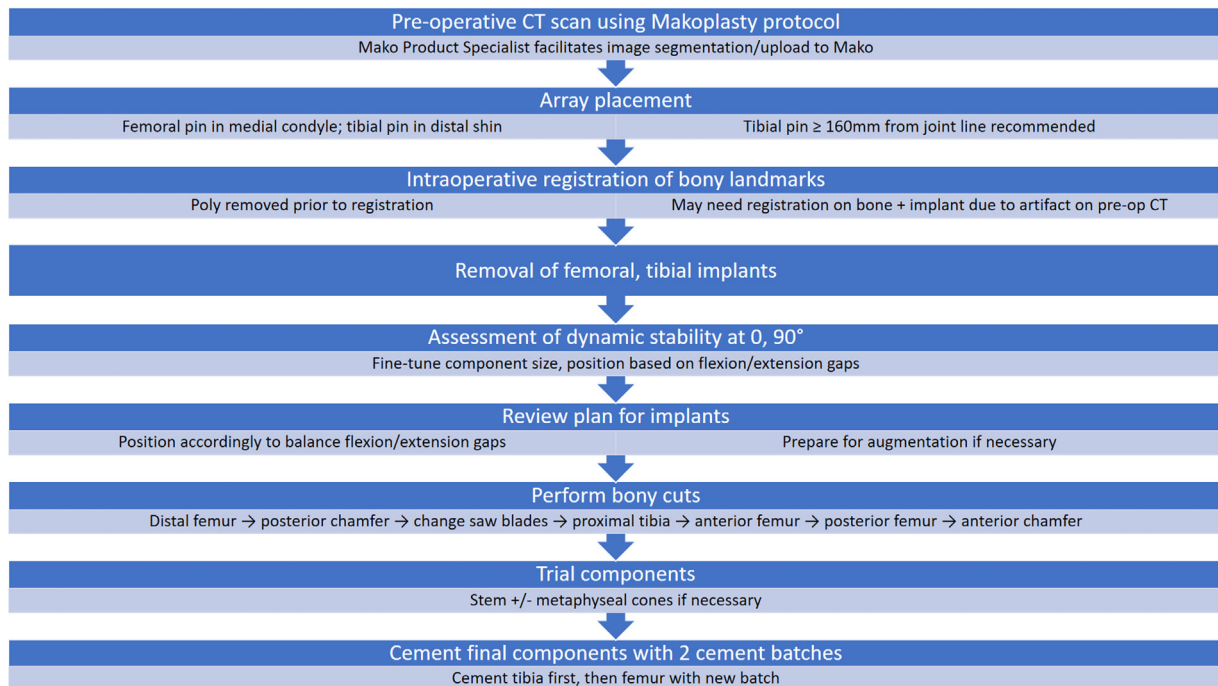 Pre-operative CT scan using Makoplasty protocol
Mako Product Specialist facilitates image segmentation/upload to Mako
Array placement
Femoral pin in medial condyle; tibial pin in distal shin
Tibial pin ≥ 160mm from joint line recommended
Intraoperative registration of bony landmarks
Poly removed prior to registration
May need registration on bone + implant due to artifact on pre-op CT
Removal of femoral, tibial implants
Assessment of dynamic stability at 0, 90°
Fine-tune component size, position based on flexion/extension gaps
Review plan for implants
Position accordingly to balance flexion/extension gaps
Prepare for augmentation if necessary
Perform bony cuts
Distal femur → posterior chamfer → change saw blades → proximal tibia → anterior femur → posterior femur → anterior chamfer
Trial components
Stem +/- metaphyseal cones if necessary
Cement final components with 2 cement batches
Cement tibia first, then femur with new batch